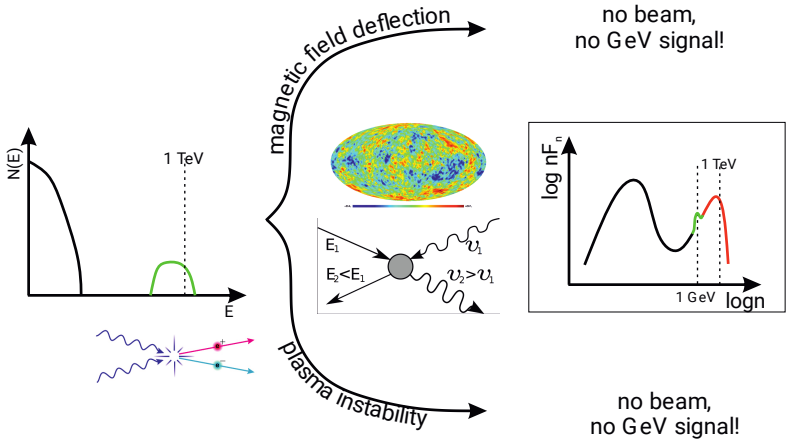 magnetic field deflection
no beam,
no GeV signal!
N(E)
1 TeV
E
E₁
E₂<E₁
υ₁
υ₂>υ₁
log nFₙ
1 TeV
1 GeV
logn
+
−
plasma instability
no beam,
no GeV signal!